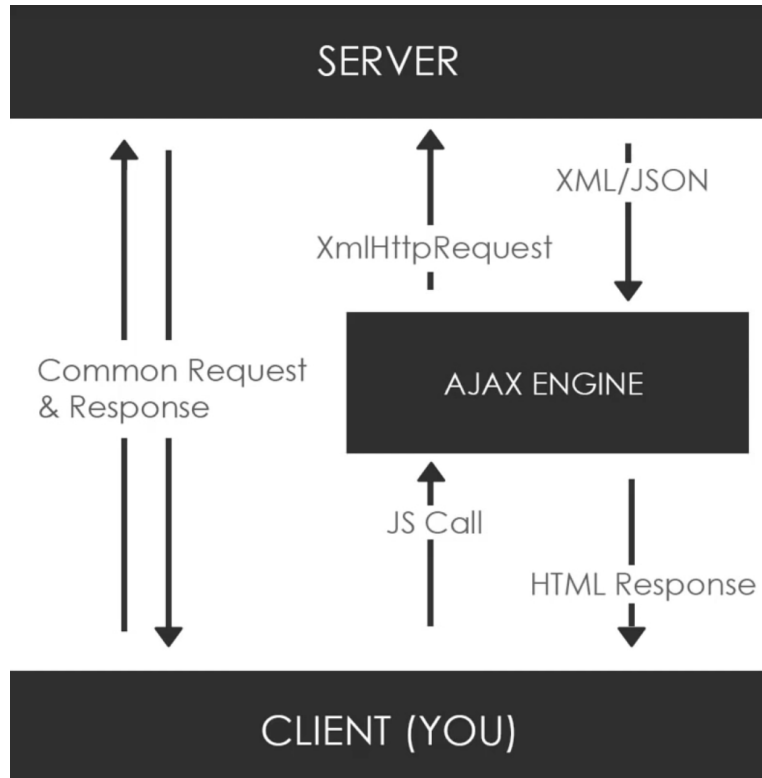 SERVER
XML/JSON
XmlHttpRequest
Common Request
& Response
AJAX ENGINE
JS Call
HTML Response
CLIENT (YOU)